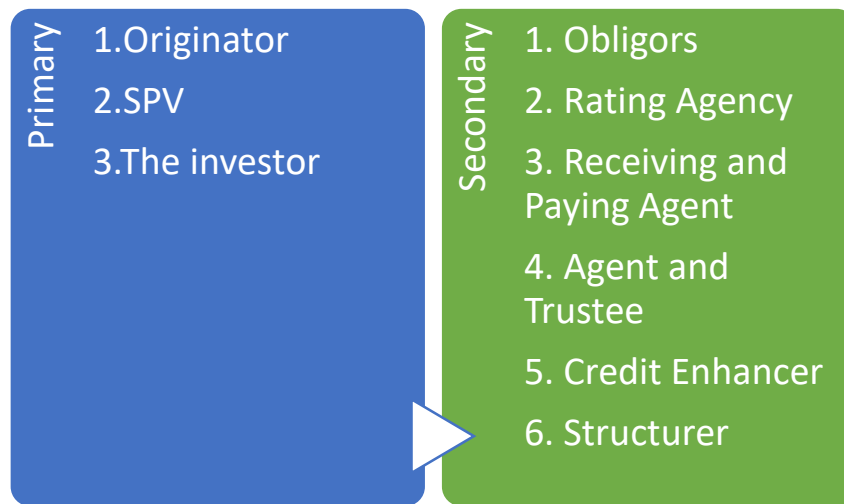 Primary
1.Originator
2.SPV
3.The investor
Secondary
1. Obligors
2. Rating Agency
3. Receiving and
Paying Agent
4. Agent and
Trustee
5. Credit Enhancer
6. Structurer